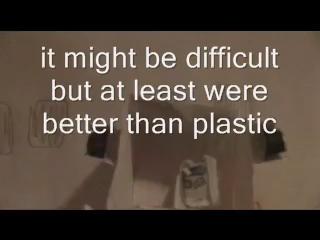 it might be difficult
but at least were
better than plastic